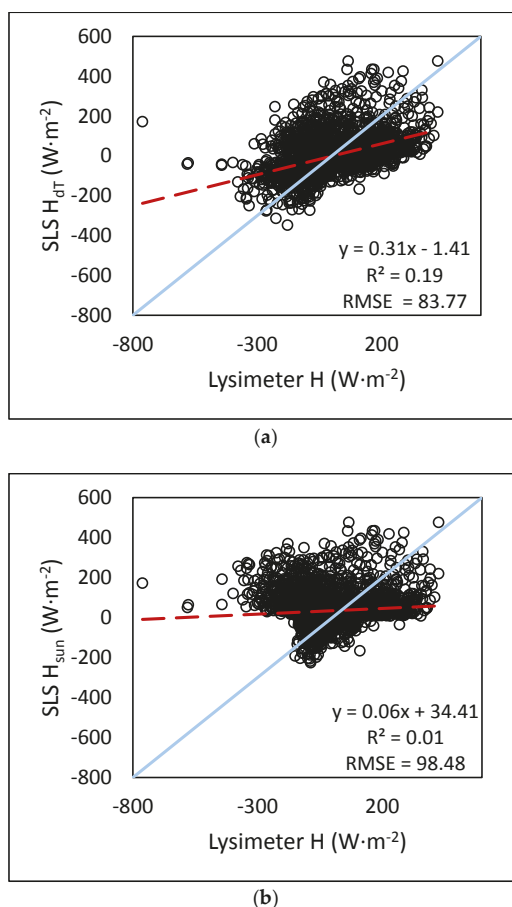 600
400
200
0
-200
-400
-600
-800
SLS H_dT (W·m⁻²)
y = 0.31x - 1.41
R² = 0.19
RMSE = 83.77
-800 -300 200
Lysimeter H (W·m⁻²)
(a)
600
400
200
0
-200
-400
-600
-800
SLS H_sun (W·m⁻²)
y = 0.06x + 34.41
R² = 0.01
RMSE = 98.48
-800 -300 200
Lysimeter H (W·m⁻²)
(b)